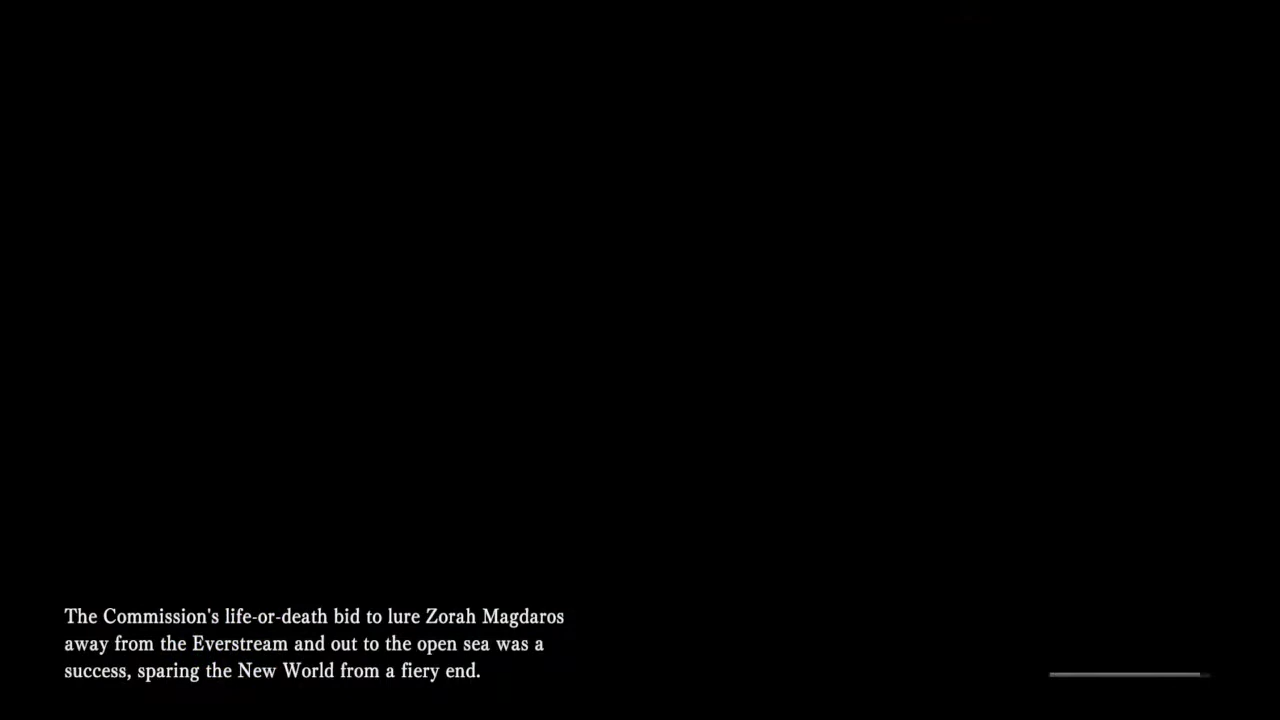 The Commission's life-or-death bid to lure Zorah Magdaros
away from the Everstream and out to the open sea was a
success, sparing the New World from a fiery end.